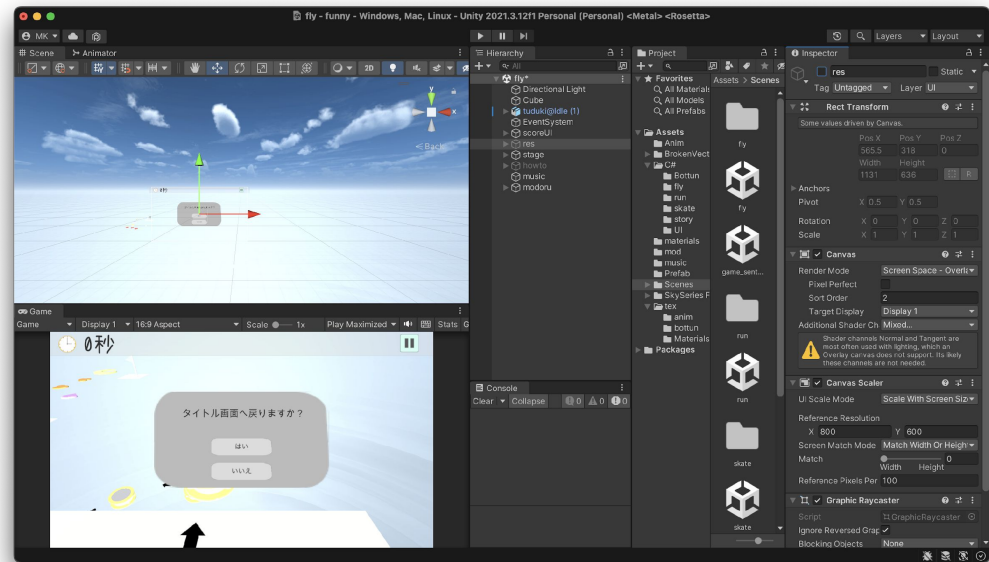 fly - funny - Windows, Mac, Linux - Unity 2021.3.12f1 Personal (Personal) <Metal> <Rosetta>
MK
Layers
Layout
Scene
Animator
2D
y
x
< Back
0秒
Game
Game
Display 1
16:9 Aspect
Scale
1x
Play Maximized
Stats
G
0秒
タイトル画面へ戻りますか？
はい
いいえ
Hierarchy
All
fly*
Directional Light
Cube
tuduki@Idle (1)
EventSystem
scoreUI
res
stage
howto
music
modoru
Console
Clear
Collapse
0
0
0
Project
Favorites
All Material
All Models
All Prefabs
Assets
Anim
BrokenVect
C#
Bottun
fly
run
skate
story
UI
materials
mod
music
Prefab
Scenes
SkySeries F
tex
anim
bottun
Materials
Packages
Assets > Scenes
fly
fly
game_sent...
run
run
skate
skate
Inspector
res
Static
Tag Untagged
Layer UI
Rect Transform
Some values driven by Canvas.
Pos X Pos Y Pos Z
565.5 318 0
Width Height
1131 636
R
Anchors
Pivot X 0.5 Y 0.5
Rotation X 0 Y 0 Z 0
Scale X 1 Y 1 Z 1
Canvas
Render Mode Screen Space - Overla
Pixel Perfect
Sort Order 2
Target Display Display 1
Additional Shader Ch Mixed...
Shader channels Normal and Tangent are
most often used with lighting, which an
Overlay canvas does not support. Its likely
these channels are not needed.
Canvas Scaler
UI Scale Mode Scale With Screen Size
Reference Resolution
X 800 Y 600
Screen Match Mode Match Width Or Height
Match 0
Width Height
Reference Pixels Per 100
Graphic Raycaster
Script GraphicRaycaster
Ignore Reversed Grap
Blocking Objects None